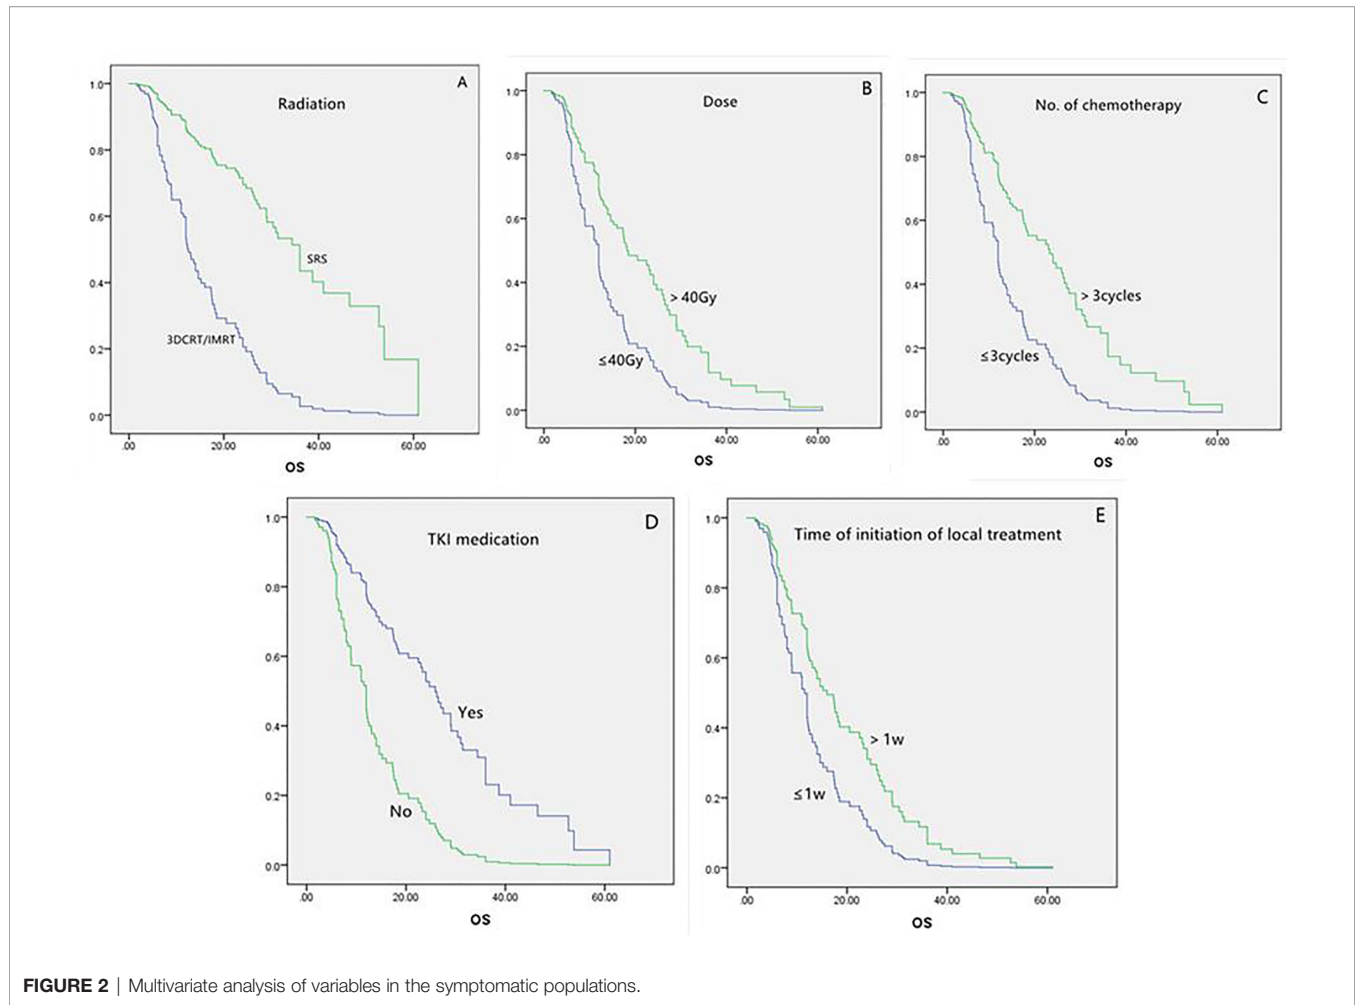 A
Radiation
1.0
0.8
0.6
0.4
0.2
0.0
SRS
3DCRT/IMRT
.00 20.00 40.00 60.00
OS
B
Dose
1.0
0.8
0.6
0.4
0.2
0.0
> 40Gy
≤40Gy
.00 20.00 40.00 60.00
OS
C
No. of chemotherapy
1.0
0.8
0.6
0.4
0.2
0.0
> 3cycles
≤3cycles
.00 20.00 40.00 60.00
OS
D
TKI medication
1.0
0.8
0.6
0.4
0.2
0.0
Yes
No
.00 20.00 40.00 60.00
OS
E
Time of initiation of local treatment
1.0
0.8
0.6
0.4
0.2
0.0
> 1w
≤1w
.00 20.00 40.00 60.00
OS
FIGURE 2 | Multivariate analysis of variables in the symptomatic populations.